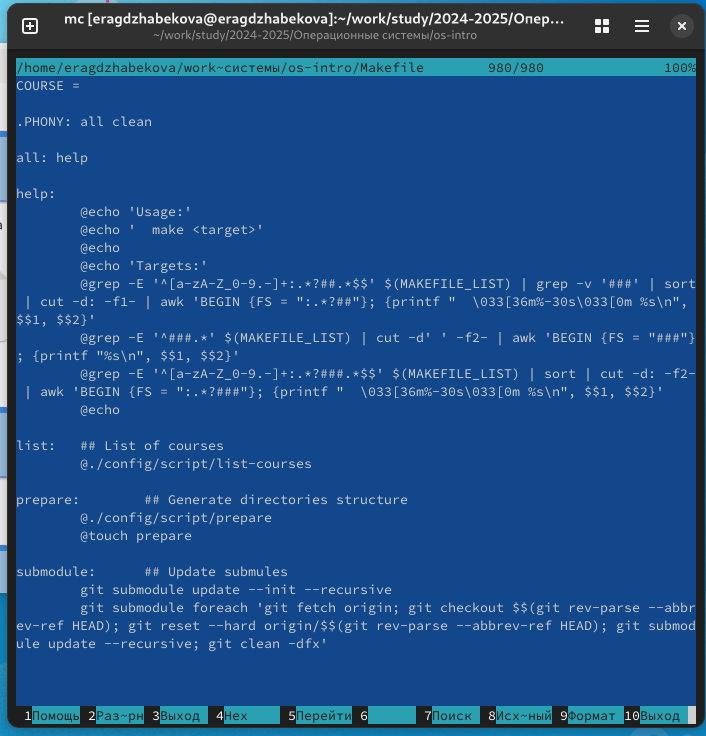 mc [eragdzhabekova@eragdzhabekova]:~/work/study/2024-2025/Опер…
~/work/study/2024-2025/Операционные системы/os-intro
/home/eragdzhabekova/work~системы/os-intro/Makefile        980/980               100%
COURSE =
.PHONY: all clean
all: help
help:
        @echo 'Usage:'
        @echo '  make <target>'
        @echo
        @echo 'Targets:'
        @grep -E '^[a-zA-Z_0-9.-]+:.*?##.*$$' $(MAKEFILE_LIST) | grep -v '###' | sort
 | cut -d: -f1- | awk 'BEGIN {FS = ":.*?##"}; {printf "  \033[36m%-30s\033[0m %s\n",
$$1, $$2}'
        @grep -E '^###.*' $(MAKEFILE_LIST) | cut -d' ' -f2- | awk 'BEGIN {FS = "###"}
; {printf "%s\n", $$1, $$2}'
        @grep -E '^[a-zA-Z_0-9.-]+:.*?###.*$$' $(MAKEFILE_LIST) | sort | cut -d: -f2-
 | awk 'BEGIN {FS = ":.*?###"}; {printf "  \033[36m%-30s\033[0m %s\n", $$1, $$2}'
        @echo
list:   ## List of courses
        @./config/script/list-courses
prepare:        ## Generate directories structure
        @./config/script/prepare
        @touch prepare
submodule:      ## Update submules
        git submodule update --init --recursive
        git submodule foreach 'git fetch origin; git checkout $$(git rev-parse --abbr
ev-ref HEAD); git reset --hard origin/$$(git rev-parse --abbrev-ref HEAD); git submod
ule update --recursive; git clean -dfx'
1Помощь 2Раз~рн 3Выход 4Hex 5Перейти 6 7Поиск 8Исх~ный 9Формат 10Выход